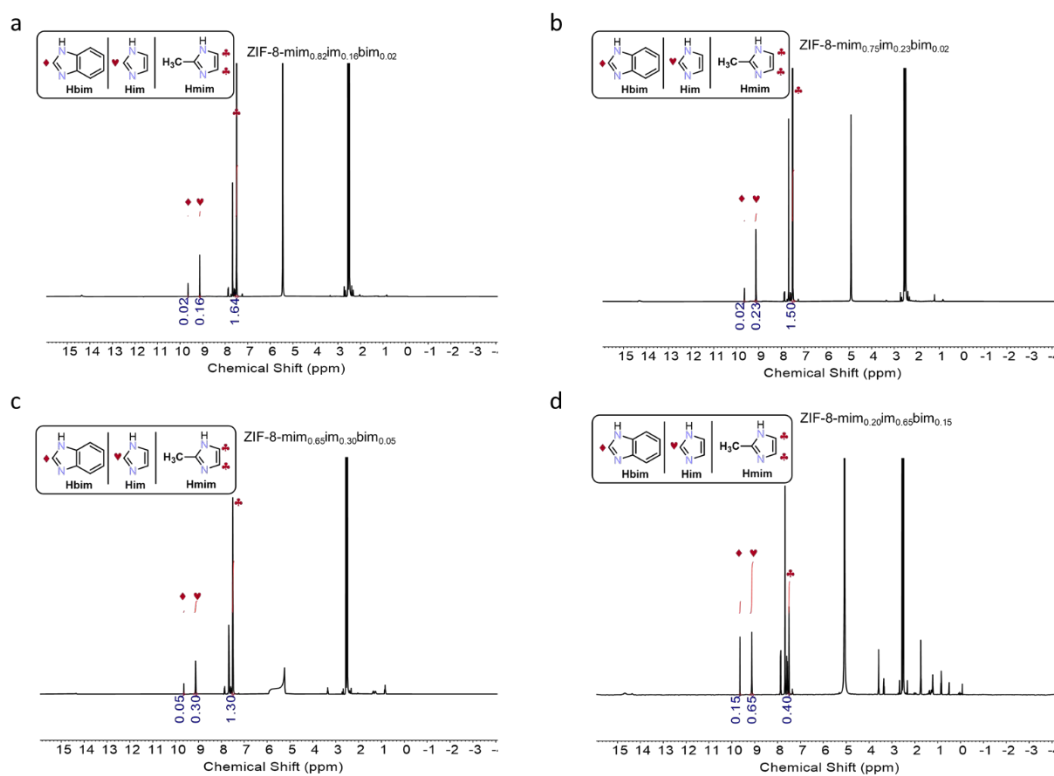 a
ZIF-8-mim0.82im0.16bim0.02
H
N
N
Hbim
H
N
N
Him
H3C
H
N
N
Hmim
♦ ♥ ♣
0.02 0.16 1.64
15 14 13 12 11 10 9 8 7 6 5 4 3 2 1 0 -1 -2 -3 -4
Chemical Shift (ppm)
b
ZIF-8-mim0.75im0.23bim0.02
H
N
N
Hbim
H
N
N
Him
H3C
H
N
N
Hmim
♦ ♥ ♣
0.02 0.23 1.50
15 14 13 12 11 10 9 8 7 6 5 4 3 2 1 0 -1 -2 -3 -4
Chemical Shift (ppm)
c
ZIF-8-mim0.65im0.30bim0.05
H
N
N
Hbim
H
N
N
Him
H3C
H
N
N
Hmim
♦ ♥ ♣
0.05 0.30 1.30
15 14 13 12 11 10 9 8 7 6 5 4 3 2 1 0 -1 -2 -3 -4
Chemical Shift (ppm)
d
ZIF-8-mim0.20im0.65bim0.15
H
N
N
Hbim
H
N
N
Him
H3C
H
N
N
Hmim
♦ ♥ ♣
0.15 0.65 0.40
15 14 13 12 11 10 9 8 7 6 5 4 3 2 1 0 -1 -2 -3 -4
Chemical Shift (ppm)